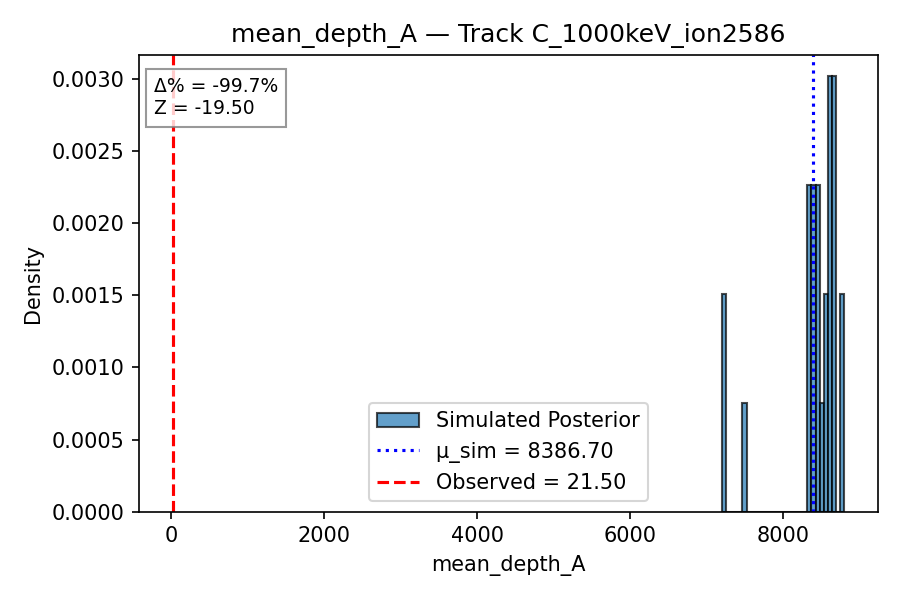 mean_depth_A — Track C_1000keV_ion2586
Δ% = -99.7%
Z = -19.50
0.0030
0.0025
0.0020
0.0015
0.0010
0.0005
0.0000
Density
Simulated Posterior
μ_sim = 8386.70
Observed = 21.50
0 2000 4000 6000 8000
mean_depth_A